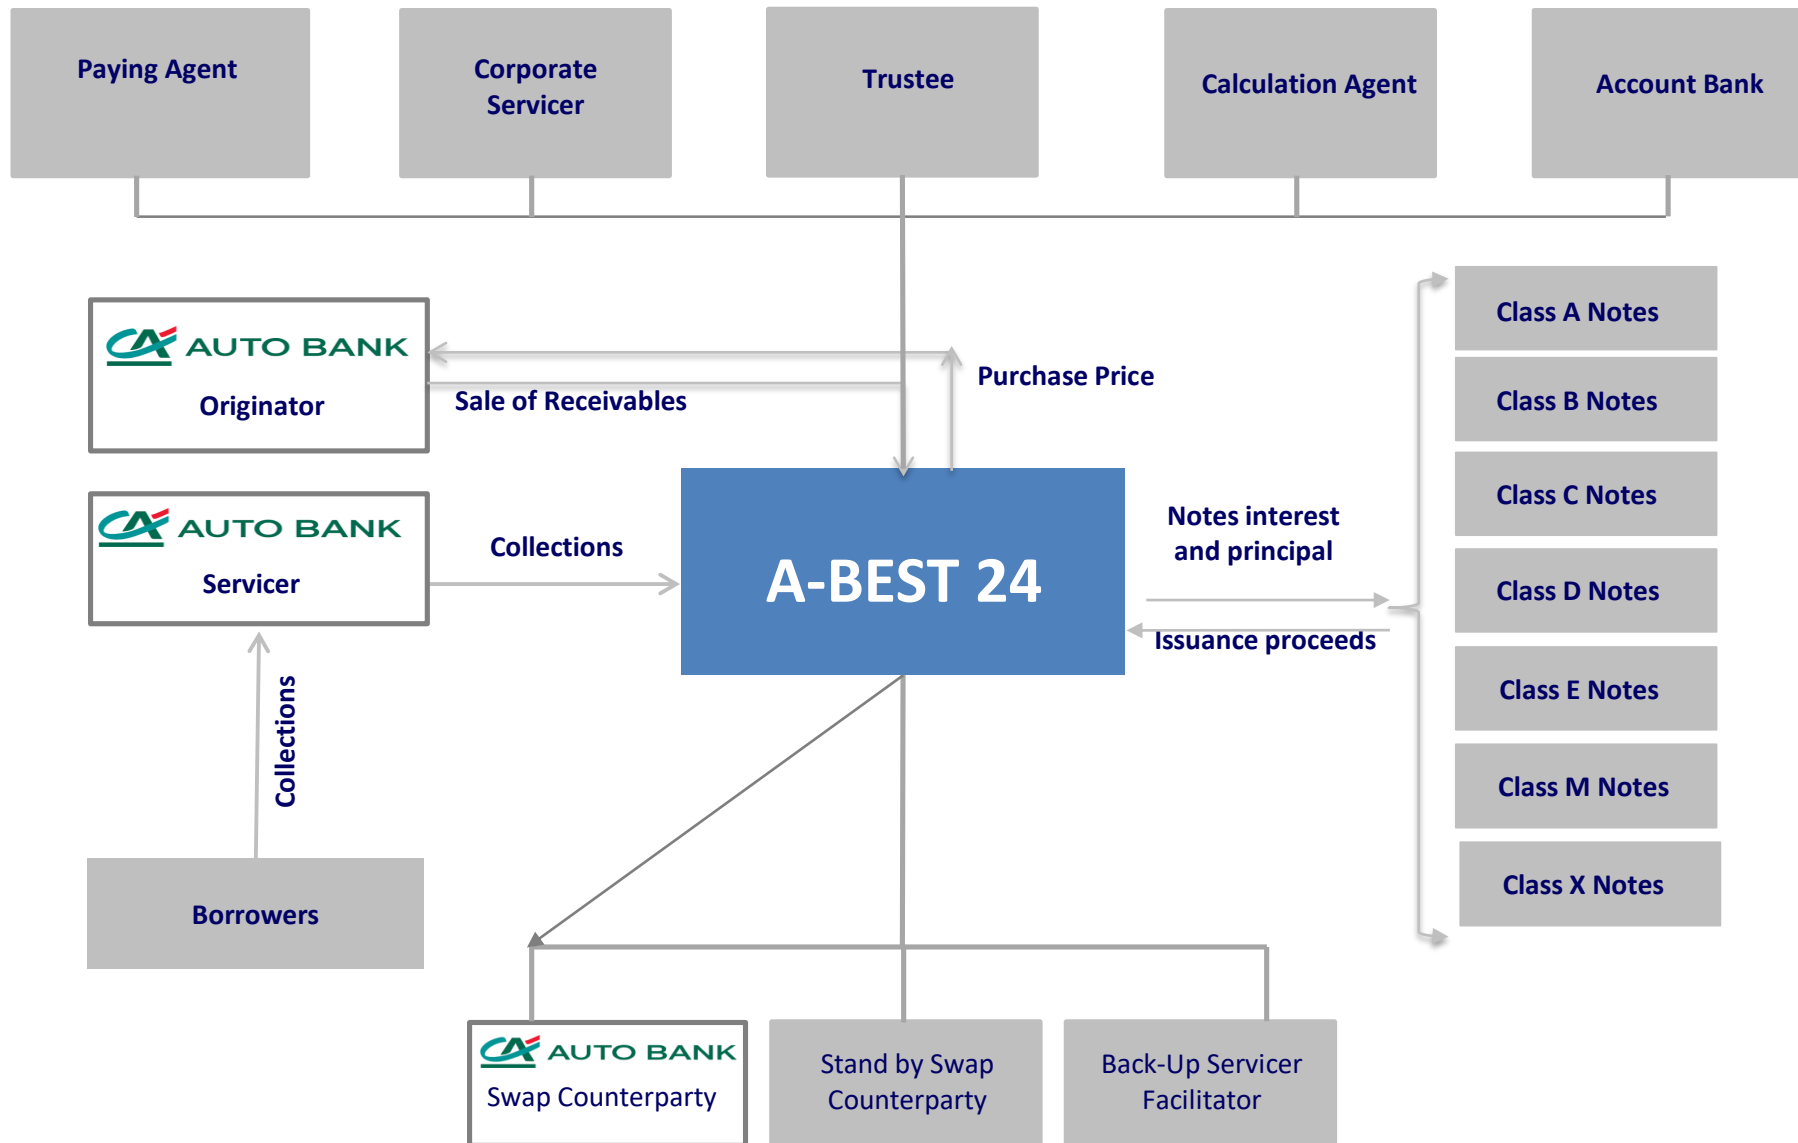 Paying Agent
Corporate
Servicer
Trustee
Calculation Agent
Account Bank
CA AUTO BANK
Originator
Sale of Receivables
Purchase Price
CA AUTO BANK
Servicer
Collections
A-BEST 24
Notes interest
and principal
Issuance proceeds
Class A Notes
Class B Notes
Class C Notes
Class D Notes
Class E Notes
Class M Notes
Class X Notes
Collections
Borrowers
CA AUTO BANK
Swap Counterparty
Stand by Swap
Counterparty
Back-Up Servicer
Facilitator